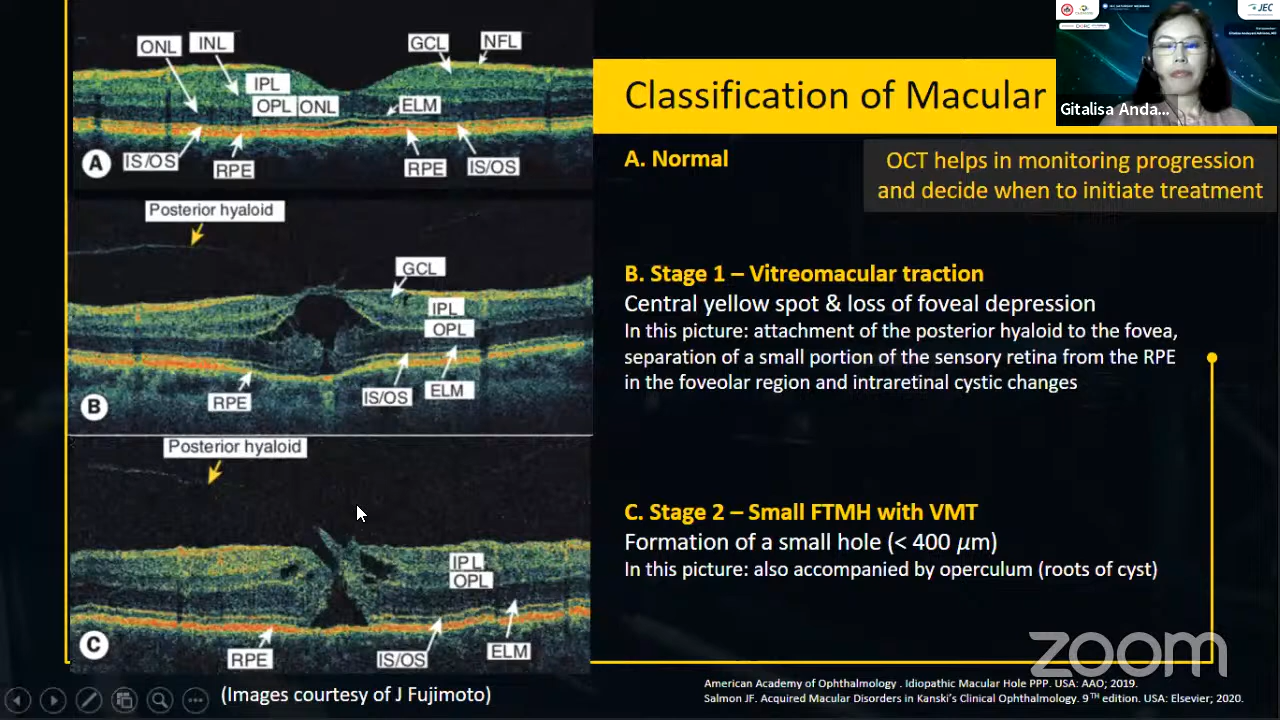 ONL
INL
GCL
NFL
IPL
OPL
ONL
ELM
IS/OS
RPE
RPE
IS/OS
A
Posterior hyaloid
GCL
IPL
OPL
RPE
IS/OS
ELM
B
Posterior hyaloid
IPL
OPL
RPE
IS/OS
ELM
C
(Images courtesy of J Fujimoto)
Classification of Macular
JEC
Gitalisa Anda...
A. Normal
OCT helps in monitoring progression
and decide when to initiate treatment
B. Stage 1 – Vitreomacular traction
Central yellow spot & loss of foveal depression
In this picture: attachment of the posterior hyaloid to the fovea,
separation of a small portion of the sensory retina from the RPE
in the foveolar region and intraretinal cystic changes
C. Stage 2 – Small FTMH with VMT
Formation of a small hole (< 400 µm)
In this picture: also accompanied by operculum (roots of cyst)
zoom
American Academy of Ophthalmology . Idiopathic Macular Hole PPP. USA: AAO; 2019.
Salmon JF. Acquired Macular Disorders in Kanski's Clinical Ophthalmology. 9TH edition. USA: Elsevier; 2020.